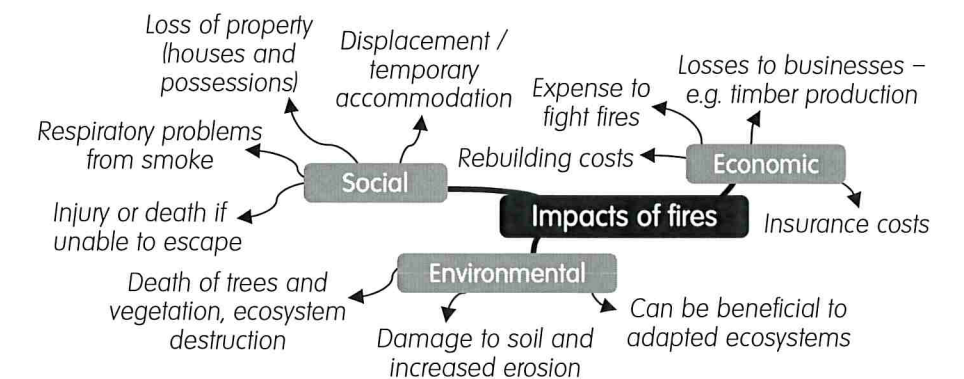 Loss of property
(houses and
possessions)
Displacement /
temporary
accommodation
Respiratory problems
from smoke
Social
Injury or death if
unable to escape
Expense to
fight fires
Losses to businesses –
e.g. timber production
Rebuilding costs
Economic
Insurance costs
Impacts of fires
Environmental
Death of trees and
vegetation, ecosystem
destruction
Damage to soil and
increased erosion
Can be beneficial to
adapted ecosystems